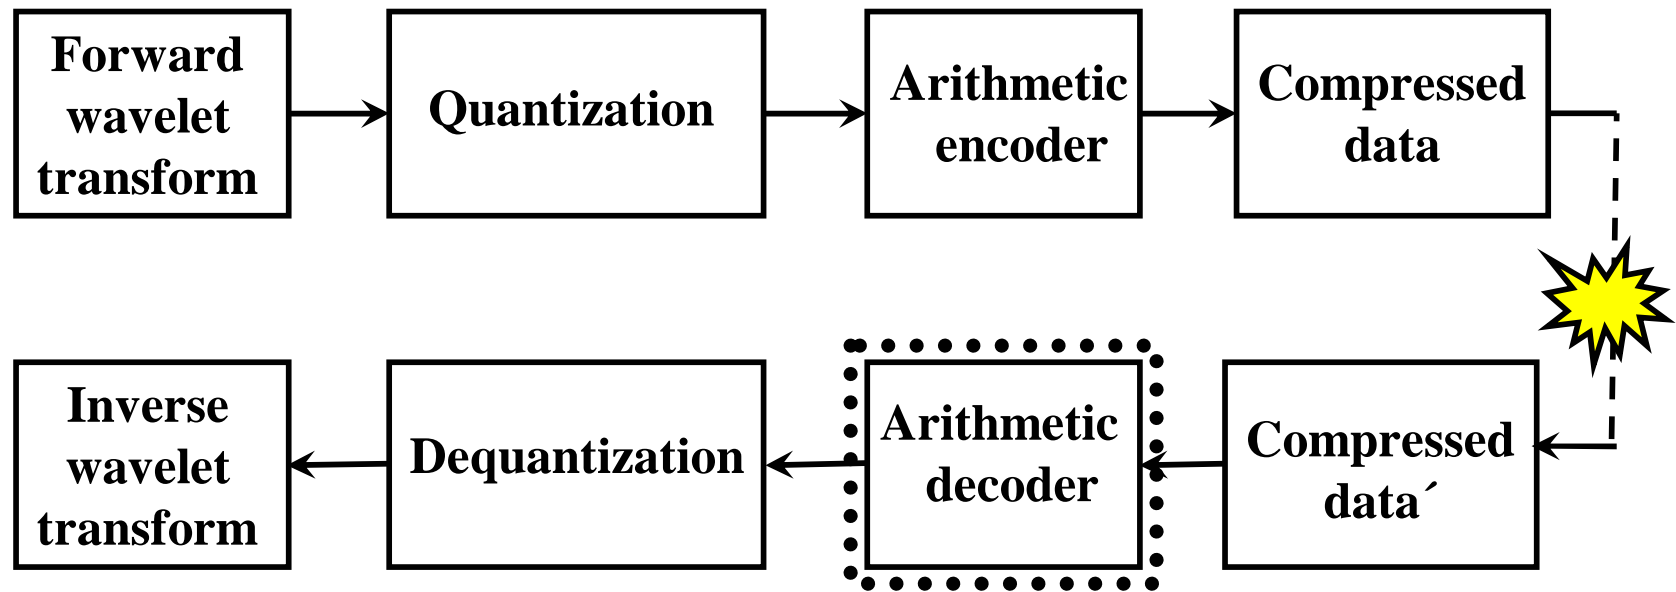 Forward
wavelet
transform
Quantization
Arithmetic
encoder
Compressed
data
Inverse
wavelet
transform
Dequantization
Arithmetic
decoder
Compressed
data´